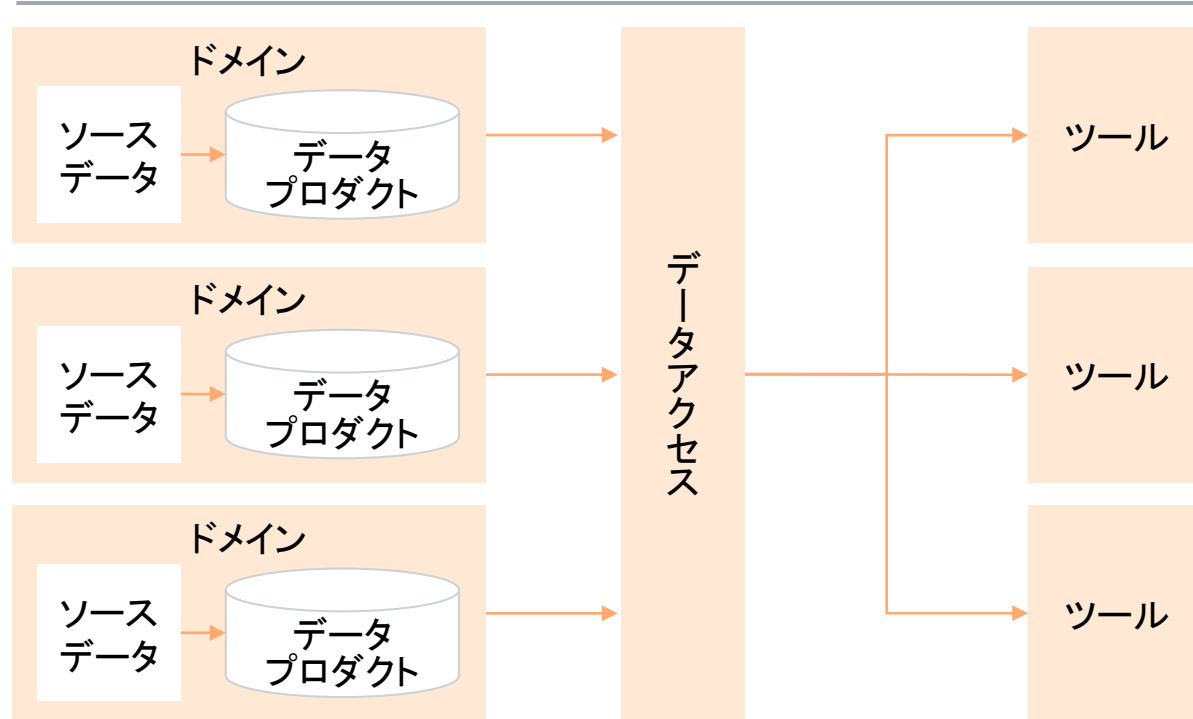 ドメイン
ソース
データ
データ
プロダクト
ドメイン
ソース
データ
データ
プロダクト
ドメイン
ソース
データ
データ
プロダクト
データアクセス
ツール
ツール
ツール